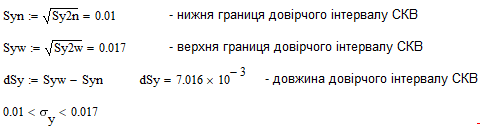 Syn := √Sy2n = 0.01 - нижня границя довірчого інтервалу СКВ
Syw := √Sy2w = 0.017 - верхня границя довірчого інтервалу СКВ
dSy := Syw − Syn dSy = 7.016 × 10⁻³ - довжина довірчого інтервалу СКВ
0.01 < σy < 0.017